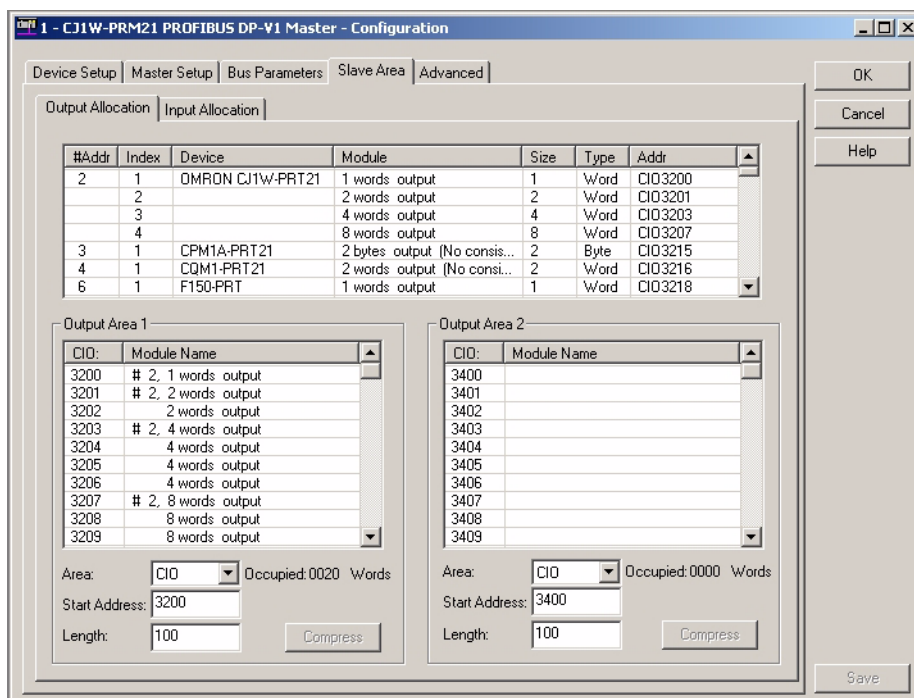 1 - CJ1W-PRM21 PROFIBUS DP-V1 Master - Configuration
Device Setup Master Setup Bus Parameters Slave Area Advanced
OK
Cancel
Help
Output Allocation Input Allocation
#Addr Index Device Module Size Type Addr
2 1 OMRON CJ1W-PRT21 1 words output 1 Word CIO3200
2 2 words output 2 Word CIO3201
3 4 words output 4 Word CIO3203
4 8 words output 8 Word CIO3207
3 1 CPM1A-PRT21 2 bytes output (No consis... 2 Byte CIO3215
4 1 CQM1-PRT21 2 words output (No consi... 2 Word CIO3216
6 1 F150-PRT 1 words output 1 Word CIO3218
Output Area 1
CIO: Module Name
3200 # 2, 1 words output
3201 # 2, 2 words output
3202 2 words output
3203 # 2, 4 words output
3204 4 words output
3205 4 words output
3206 4 words output
3207 # 2, 8 words output
3208 8 words output
3209 8 words output
Area: CIO Occupied: 0020 Words
Start Address: 3200
Length: 100 Compress
Output Area 2
CIO: Module Name
3400
3401
3402
3403
3404
3405
3406
3407
3408
3409
Area: CIO Occupied: 0000 Words
Start Address: 3400
Length: 100 Compress
Save